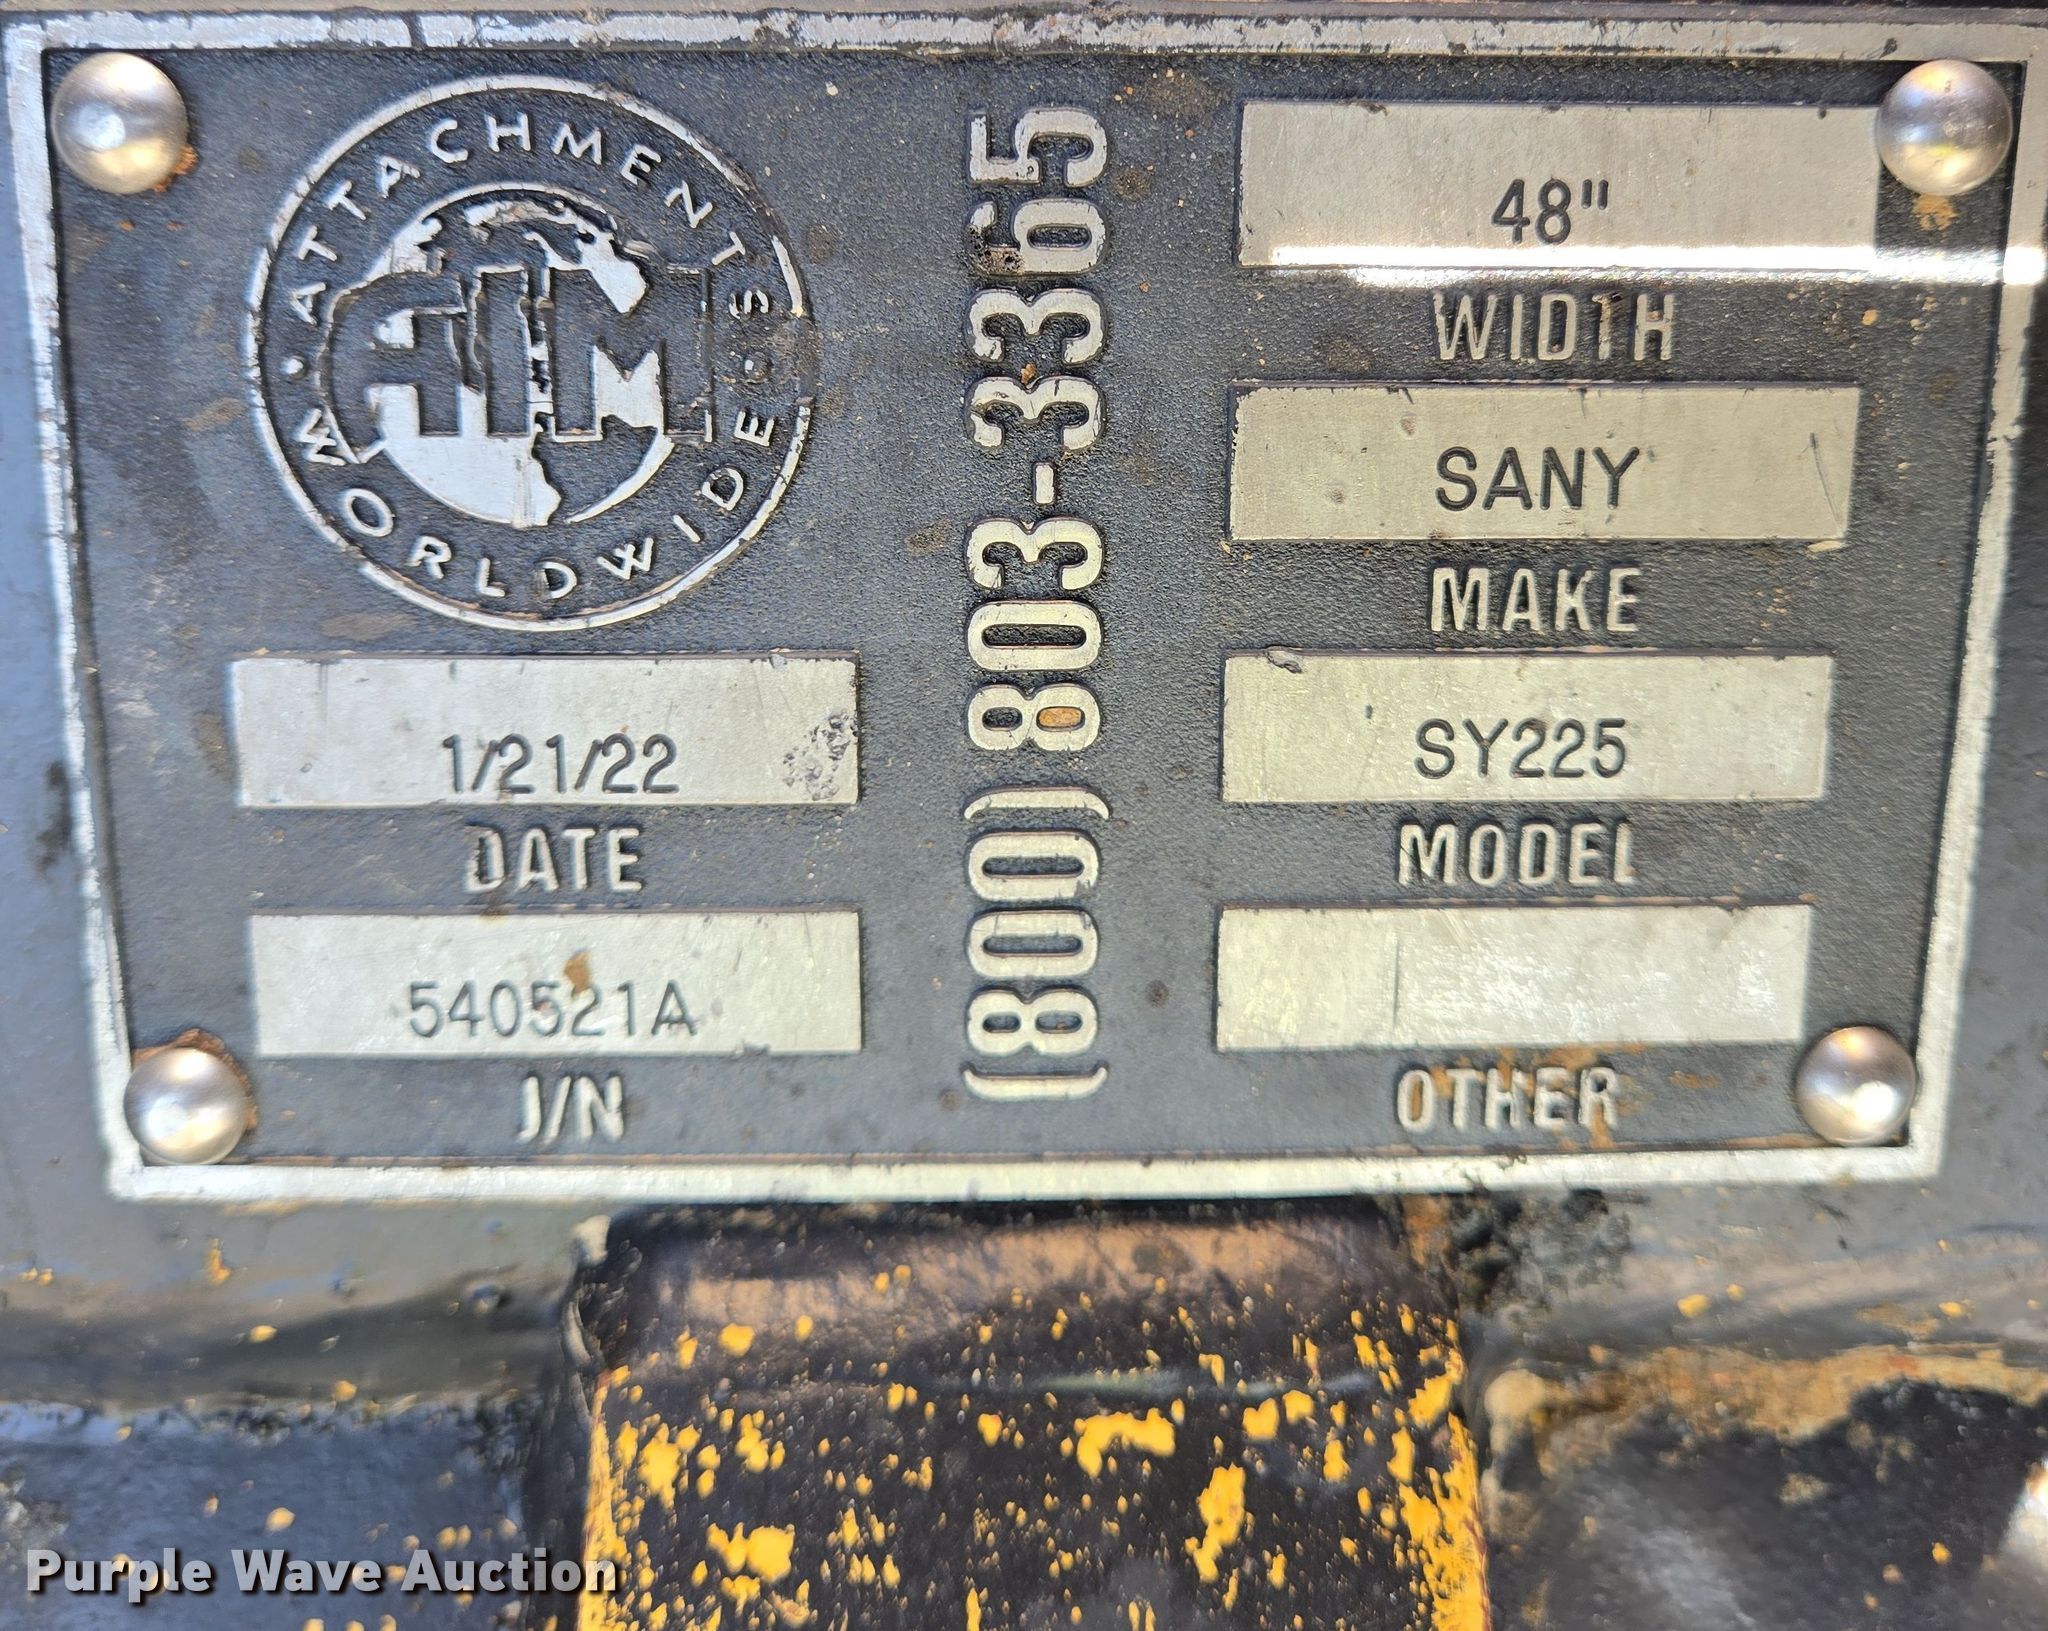 ATTACHMENTS
AIM
WORLDWIDE
1/21/22
DATE
540521A
J/N
(800) 803-3365
48"
WIDTH
SANY
MAKE
SY225
MODEL
OTHER
Purple Wave Auction